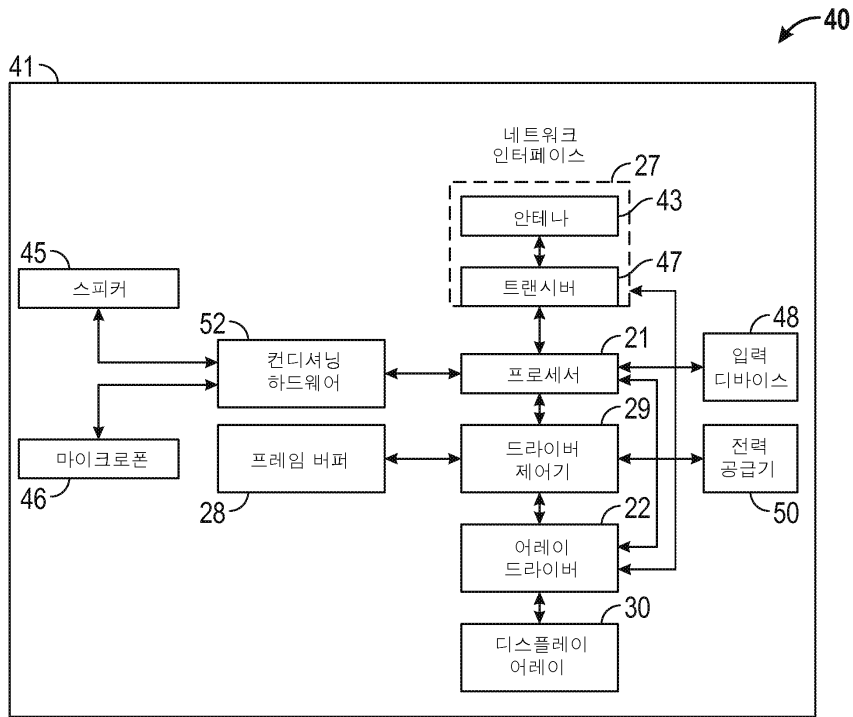 40
41
네트워크
인터페이스
27
안테나
43
45
스피커
트랜시버
47
52
컨디셔닝
하드웨어
21
프로세서
48
입력
디바이스
29
마이크로폰
46
프레임 버퍼
28
드라이버
제어기
전력
공급기
50
22
어레이
드라이버
30
디스플레이
어레이